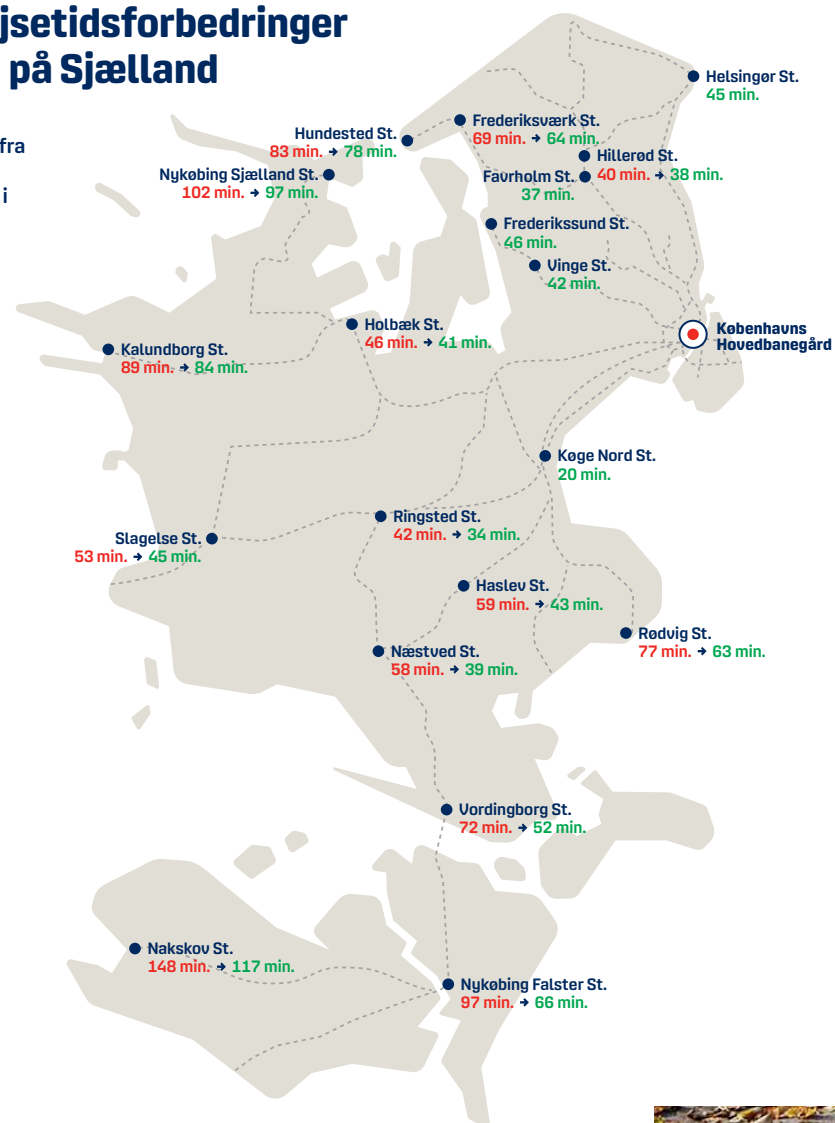 jsetidsforbedringer
på Sjælland
fra
i
Helsingør St.
45 min.
Frederiksværk St.
69 min. → 64 min.
Hundested St.
83 min. → 78 min.
Hillerød St.
40 min. → 38 min.
Nykøbing Sjælland St.
102 min. → 97 min.
Favrholm St.
37 min.
Frederikssund St.
46 min.
Vinge St.
42 min.
Holbæk St.
46 min. → 41 min.
Københavns
Hovedbanegård
Kalundborg St.
89 min. → 84 min.
Køge Nord St.
20 min.
Ringsted St.
42 min. → 34 min.
Slagelse St.
53 min. → 45 min.
Haslev St.
59 min. → 43 min.
Rødvig St.
77 min. → 63 min.
Næstved St.
58 min. → 39 min.
Vordingborg St.
72 min. → 52 min.
Nakskov St.
148 min. → 117 min.
Nykøbing Falster St.
97 min. → 66 min.